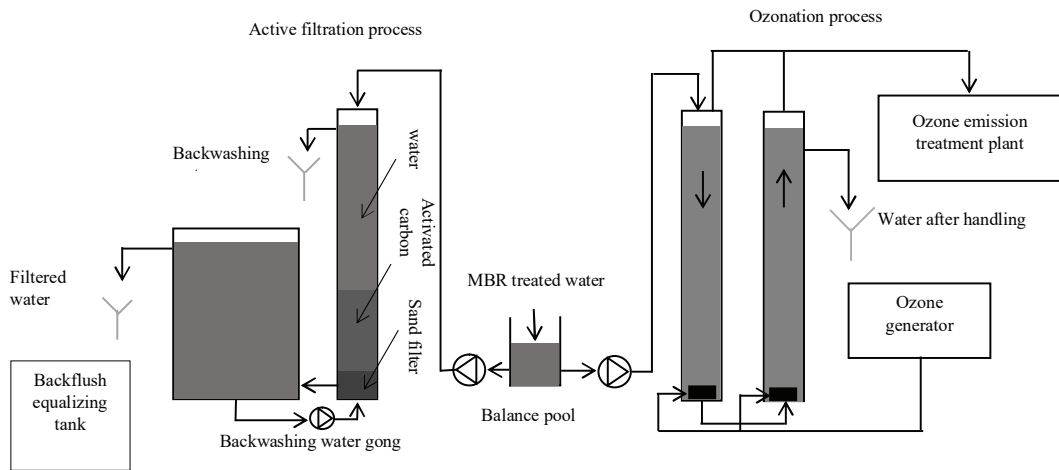 Active filtration process
Ozonation process
Backwashing
water
Activated
carbon
Sand filter
Filtered
water
Backflush
equalizing
tank
Backwashing water gong
MBR treated water
Balance pool
Ozone emission
treatment plant
Water after handling
Ozone
generator